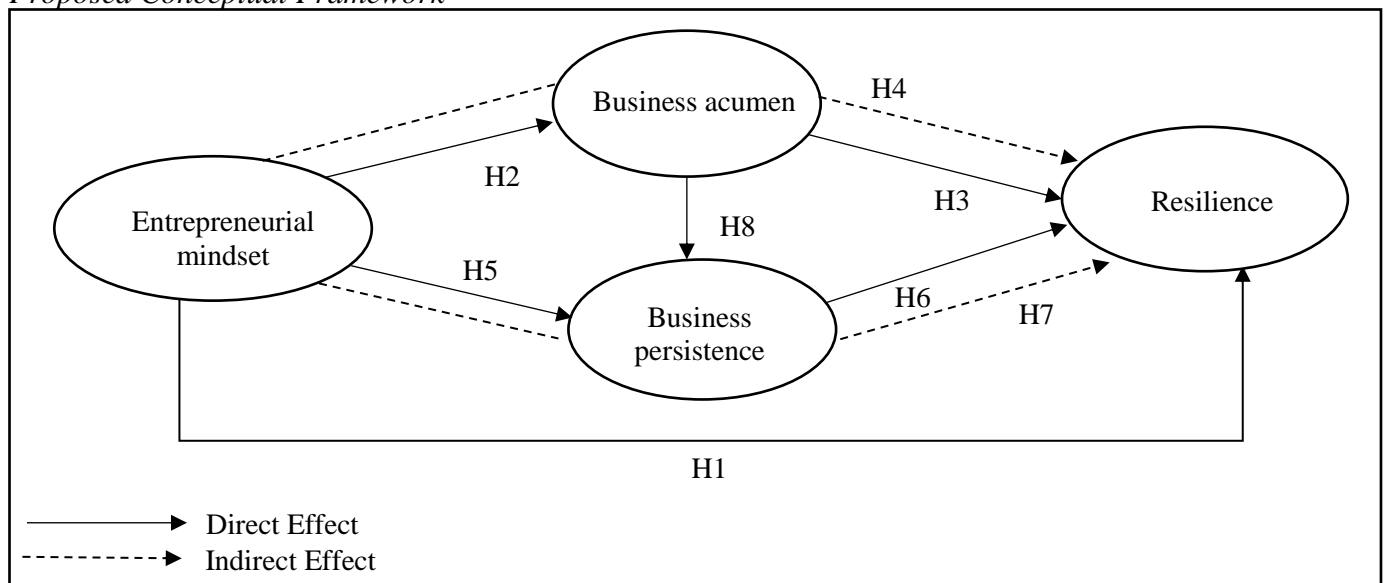 Proposed Conceptual Framework
Business acumen
H4
H2
H3
Entrepreneurial
mindset
Resilience
H8
H5
Business
persistence
H6
H7
H1
Direct Effect
Indirect Effect